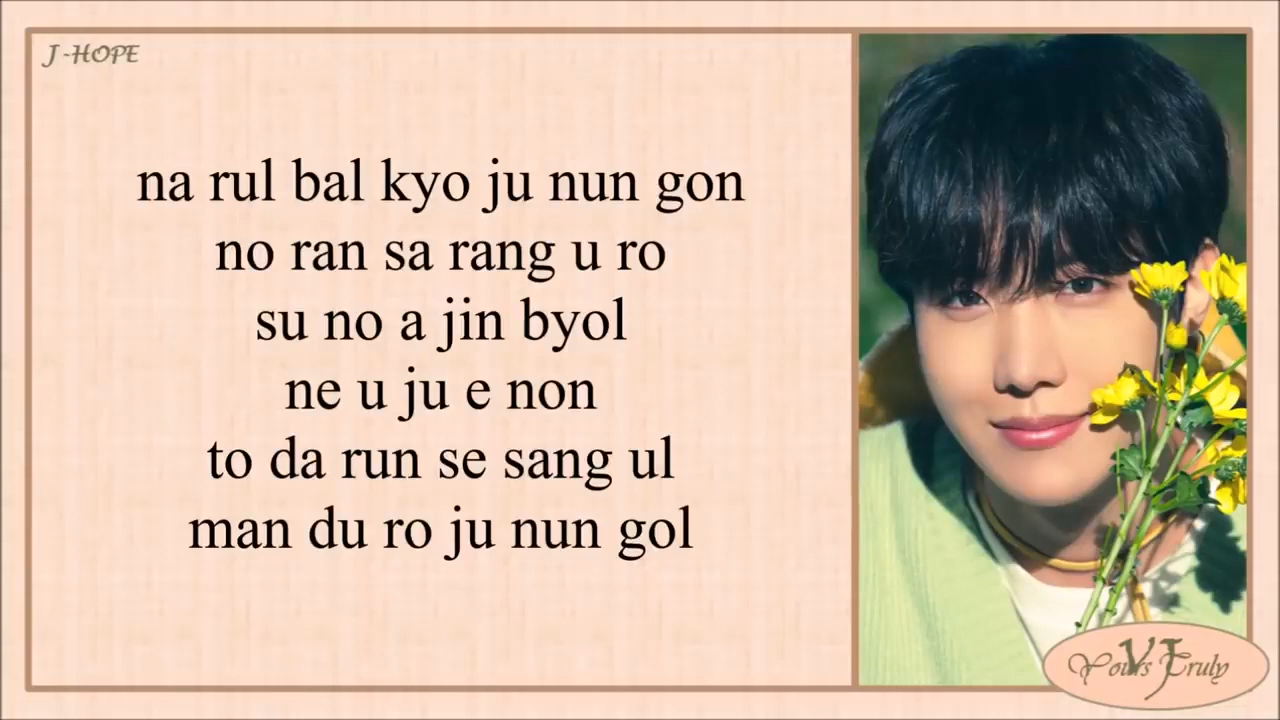 J-HOPE
na rul bal kyo ju nun gon
no ran sa rang u ro
su no a jin byol
ne u ju e non
to da run se sang ul
man du ro ju nun gol
VJ
Yours Truly